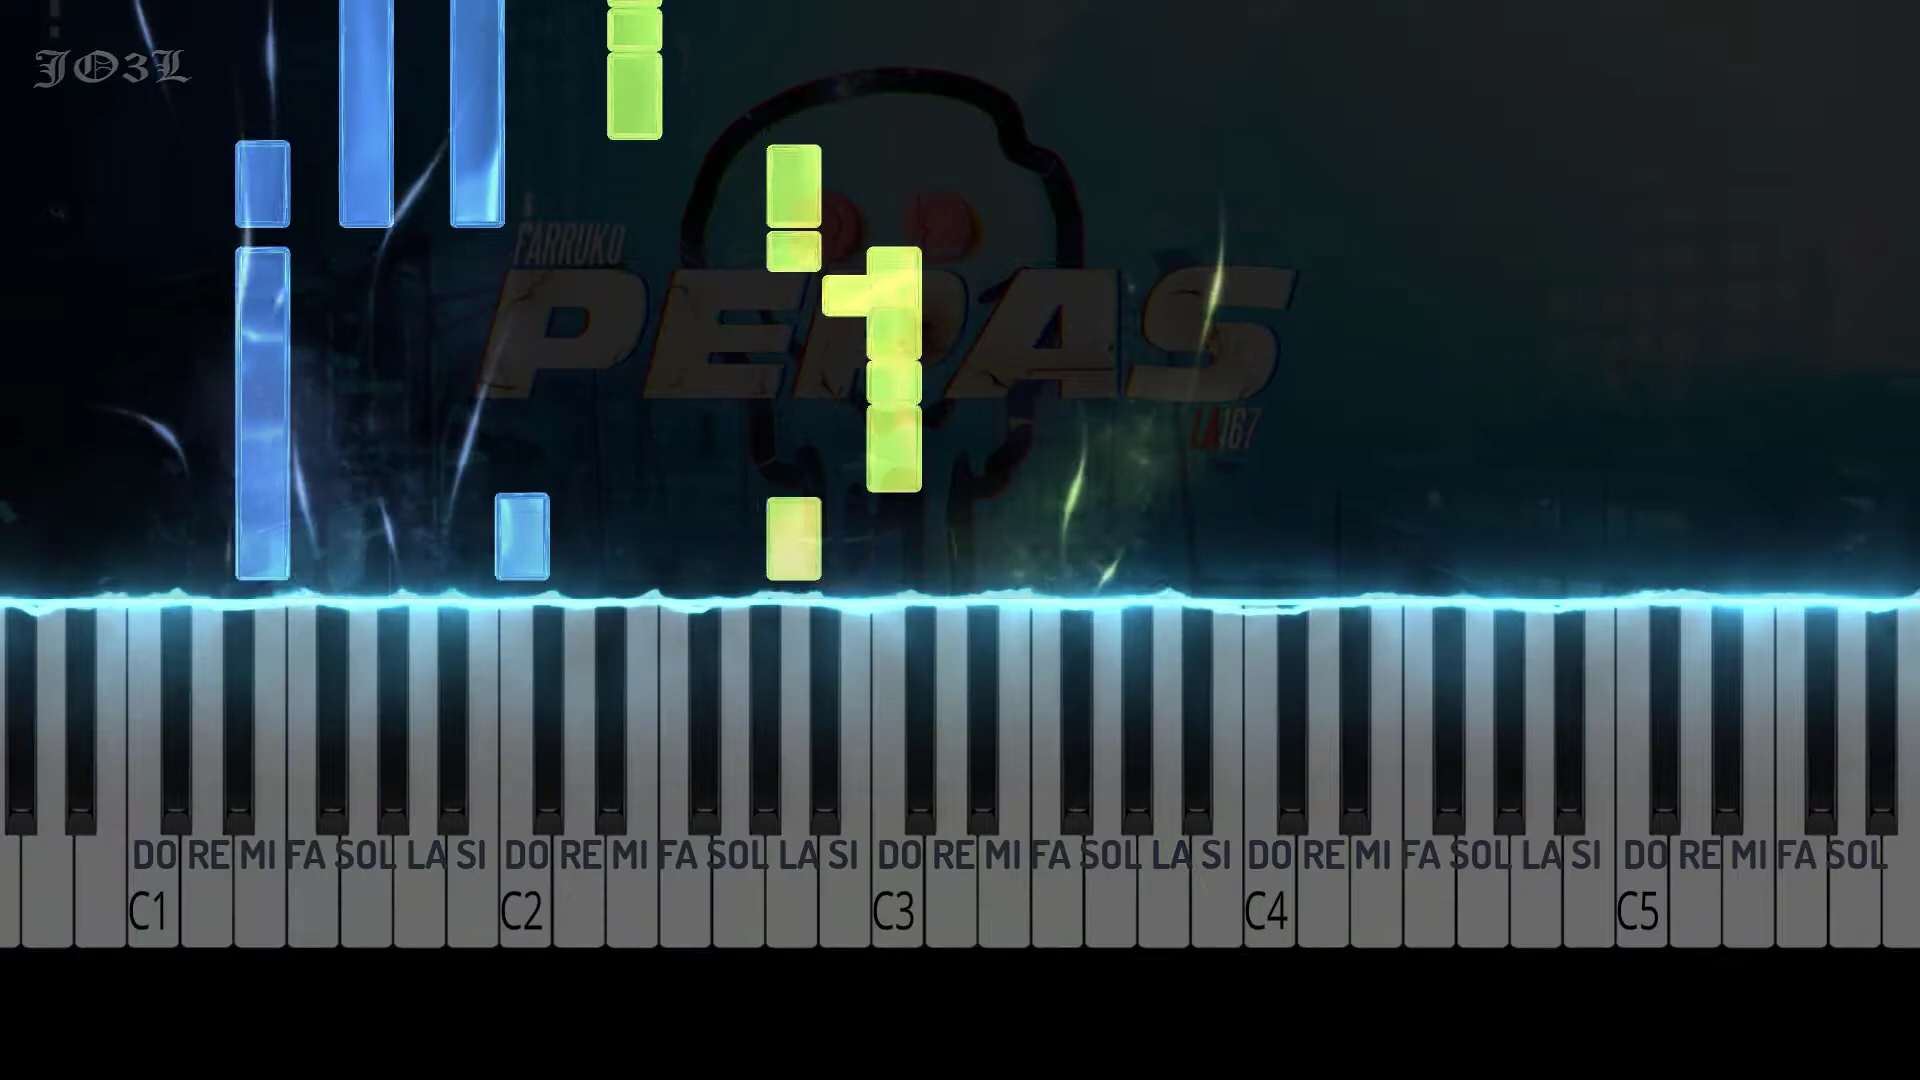 JO3L
FARRUKO
PEPAS
LA167
DO RE MI FA SOL LA SI DO RE MI FA SOL LA SI DO RE MI FA SOL LA SI DO RE MI FA SOL LA SI DO RE MI FA SOL
C1 C2 C3 C4 C5